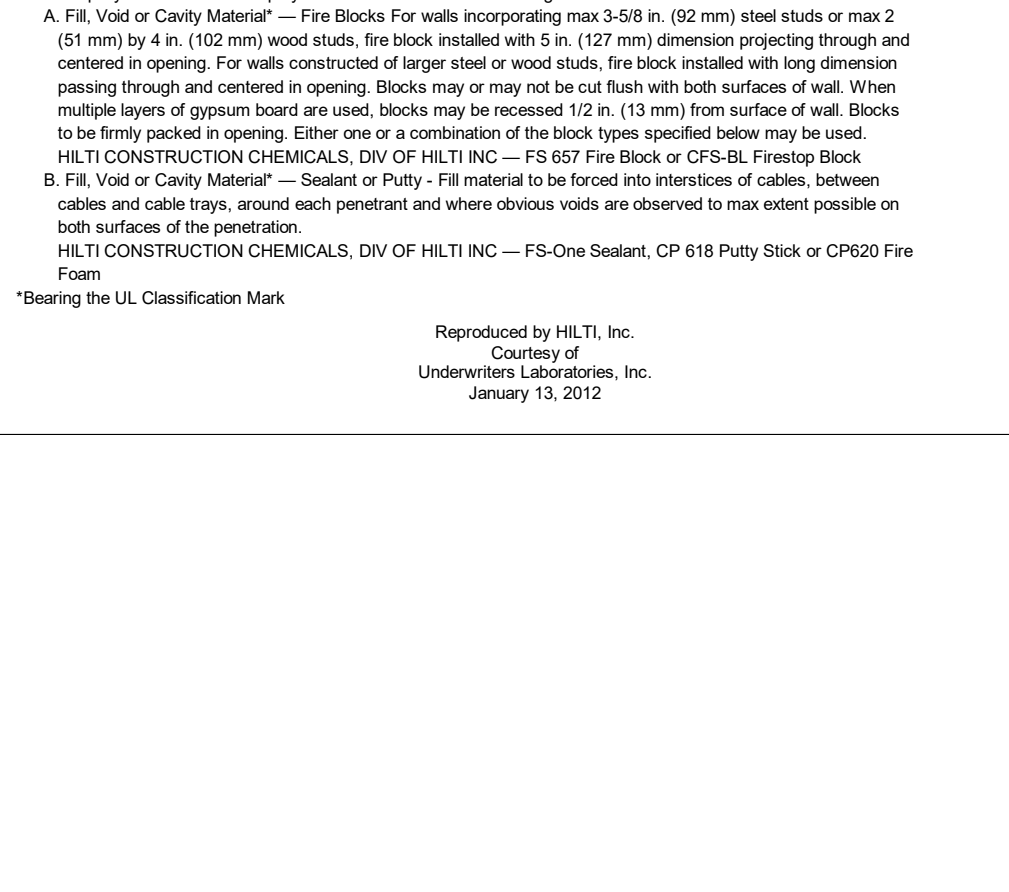 A. Fill, Void or Cavity Material* — Fire Blocks For walls incorporating max 3-5/8 in. (92 mm) steel studs or max 2
(51 mm) by 4 in. (102 mm) wood studs, fire block installed with 5 in. (127 mm) dimension projecting through and
centered in opening. For walls constructed of larger steel or wood studs, fire block installed with long dimension
passing through and centered in opening. Blocks may or may not be cut flush with both surfaces of wall. When
multiple layers of gypsum board are used, blocks may be recessed 1/2 in. (13 mm) from surface of wall. Blocks
to be firmly packed in opening. Either one or a combination of the block types specified below may be used.
HILTI CONSTRUCTION CHEMICALS, DIV OF HILTI INC — FS 657 Fire Block or CFS-BL Firestop Block
B. Fill, Void or Cavity Material* — Sealant or Putty - Fill material to be forced into interstices of cables, between
cables and cable trays, around each penetrant and where obvious voids are observed to max extent possible on
both surfaces of the penetration.
HILTI CONSTRUCTION CHEMICALS, DIV OF HILTI INC — FS-One Sealant, CP 618 Putty Stick or CP620 Fire
Foam
*Bearing the UL Classification Mark
Reproduced by HILTI, Inc.
Courtesy of
Underwriters Laboratories, Inc.
January 13, 2012